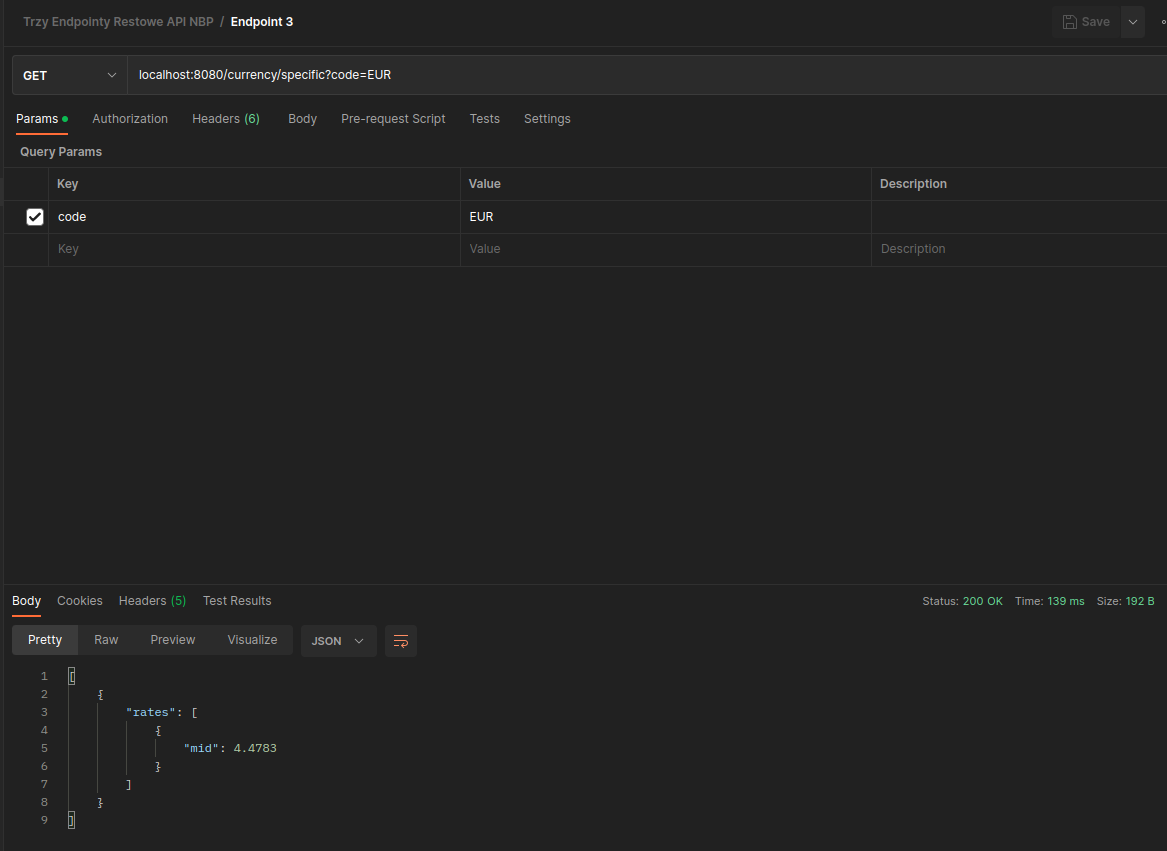 Trzy Endpointy Restowe API NBP / Endpoint 3
Save
GET
localhost:8080/currency/specific?code=EUR
Params Authorization Headers (6) Body Pre-request Script Tests Settings
Query Params
Key Value Description
code EUR
Key Value Description
Body Cookies Headers (5) Test Results Status: 200 OK Time: 139 ms Size: 192 B
Pretty Raw Preview Visualize JSON
1 [
2 {
3 "rates": [
4 {
5 "mid": 4.4783
6 }
7 ]
8 }
9 ]